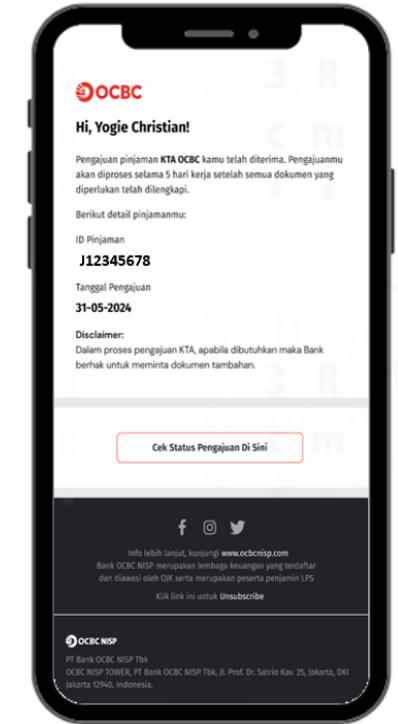 OCBC
Hi, Yogie Christian!
Pengajuan pinjaman KTA OCBC kamu telah diterima. Pengajuanmu
akan diproses selama 5 hari kerja setelah semua dokumen yang
diperlukan telah dilengkapi.
Berikut detail pinjamanmu:
ID Pinjaman
J12345678
Tanggal Pengajuan
31-05-2024
Disclaimer:
Dalam proses pengajuan KTA, apabila dibutuhkan maka Bank
berhak untuk meminta dokumen tambahan.
Cek Status Pengajuan Di Sini
Info lebih lanjut, kunjungi www.ocbcnisp.com
Bank OCBC NISP merupakan lembaga keuangan yang terdaftar
dan diawasi oleh OJK serta merupakan peserta penjamin LPS
Klik link ini untuk Unsubscribe
OCBC NISP
PT Bank OCBC NISP Tbk
OCBC NISP TOWER, PT Bank OCBC NISP Tbk, Jl. Prof. Dr. Satrio Kav. 25, Jakarta, DKI
Jakarta 12940, Indonesia.